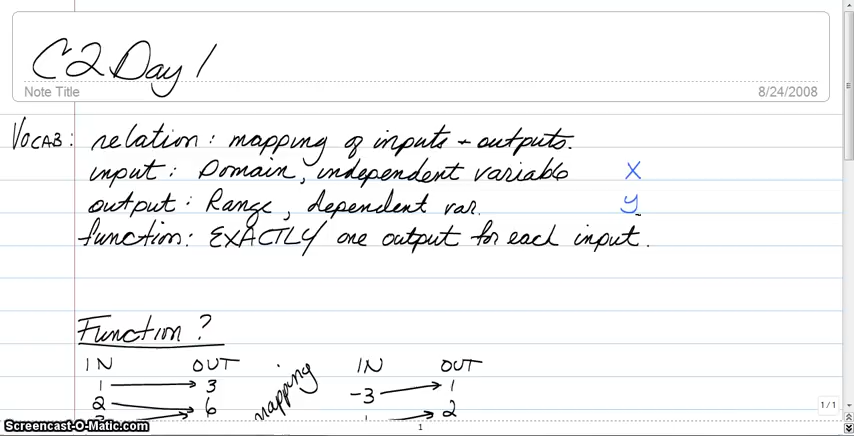 C2 Day 1
Note Title
8/24/2008
VOCAB: relation: mapping of inputs + outputs.
input: Domain, independent variable X
output: Range, dependent var. y
function: EXACTLY one output for each input.
Function?
IN OUT IN OUT
1 3 mapping -3 1
2 6 2
1/1
Screencast-O-Matic.com
1